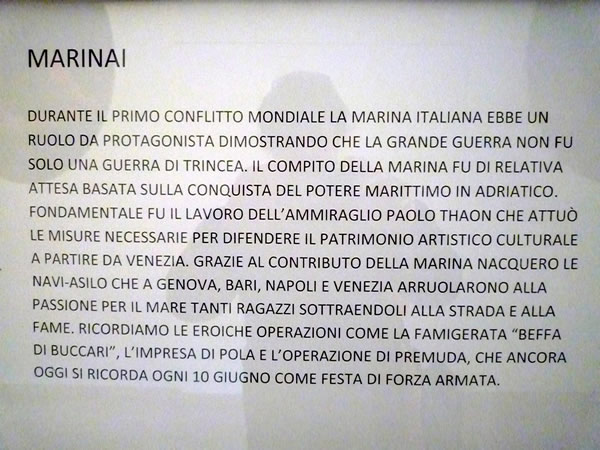 MARINAI
DURANTE IL PRIMO CONFLITTO MONDIALE LA MARINA ITALIANA EBBE UN
RUOLO DA PROTAGONISTA DIMOSTRANDO CHE LA GRANDE GUERRA NON FU
SOLO UNA GUERRA DI TRINCEA. IL COMPITO DELLA MARINA FU DI RELATIVA
ATTESA BASATA SULLA CONQUISTA DEL POTERE MARITTIMO IN ADRIATICO.
FONDAMENTALE FU IL LAVORO DELL'AMMIRAGLIO PAOLO THAON CHE ATTUÒ
LE MISURE NECESSARIE PER DIFENDERE IL PATRIMONIO ARTISTICO CULTURALE
A PARTIRE DA VENEZIA. GRAZIE AL CONTRIBUTO DELLA MARINA NACQUERO LE
NAVI-ASILO CHE A GENOVA, BARI, NAPOLI E VENEZIA ARRUOLARONO ALLA
PASSIONE PER IL MARE TANTI RAGAZZI SOTTRAENDOLI ALLA STRADA E ALLA
FAME. RICORDIAMO LE EROICHE OPERAZIONI COME LA FAMIGERATA "BEFFA
DI BUCCARI", L'IMPRESA DI POLA E L'OPERAZIONE DI PREMUDA, CHE ANCORA
OGGI SI RICORDA OGNI 10 GIUGNO COME FESTA DI FORZA ARMATA.